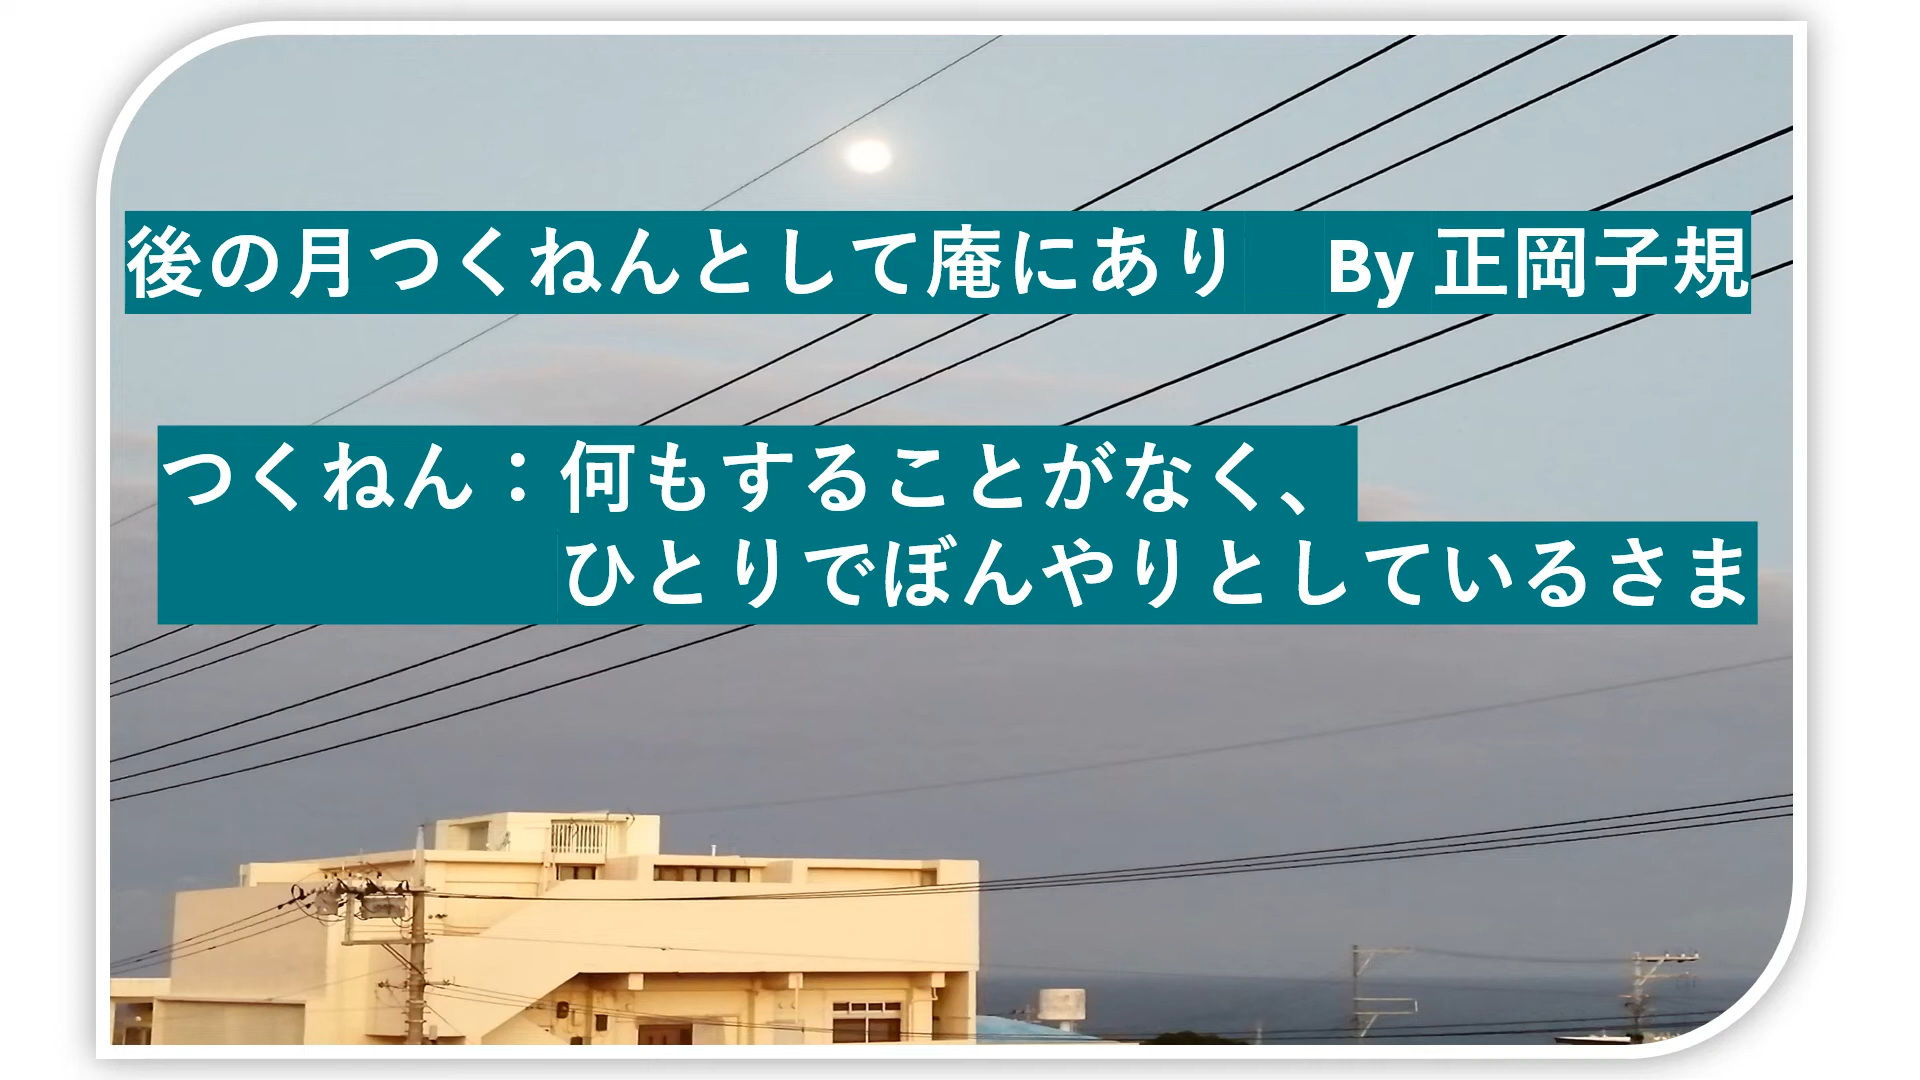 後の月つくねんとして庵にあり　By 正岡子規
つくねん：何もすることがなく、
ひとりでぼんやりとしているさま